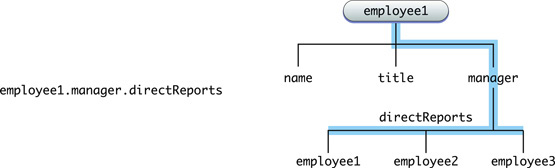 employee1
name title manager
employee1.manager.directReports
directReports
employee1 employee2 employee3